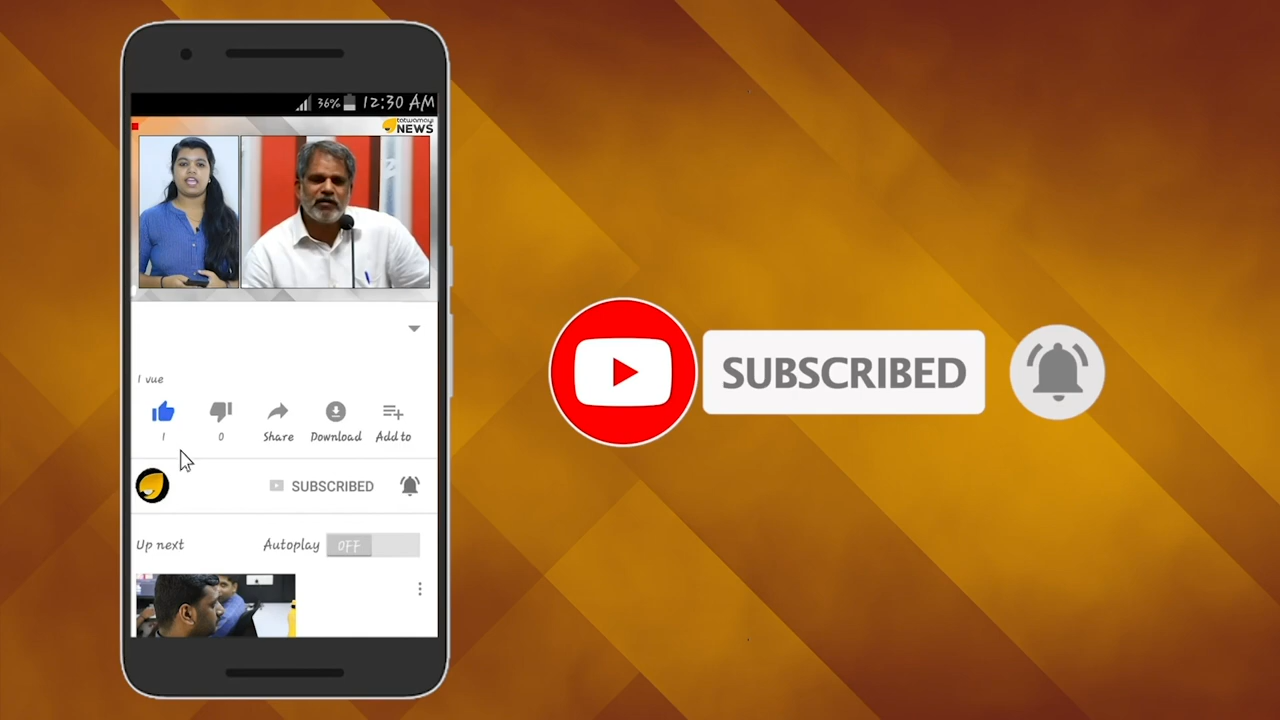 36% 12:30 AM
tatwamayi
NEWS
1 vue
1 0 Share Download Add to
SUBSCRIBED
Up next Autoplay OFF
SUBSCRIBED